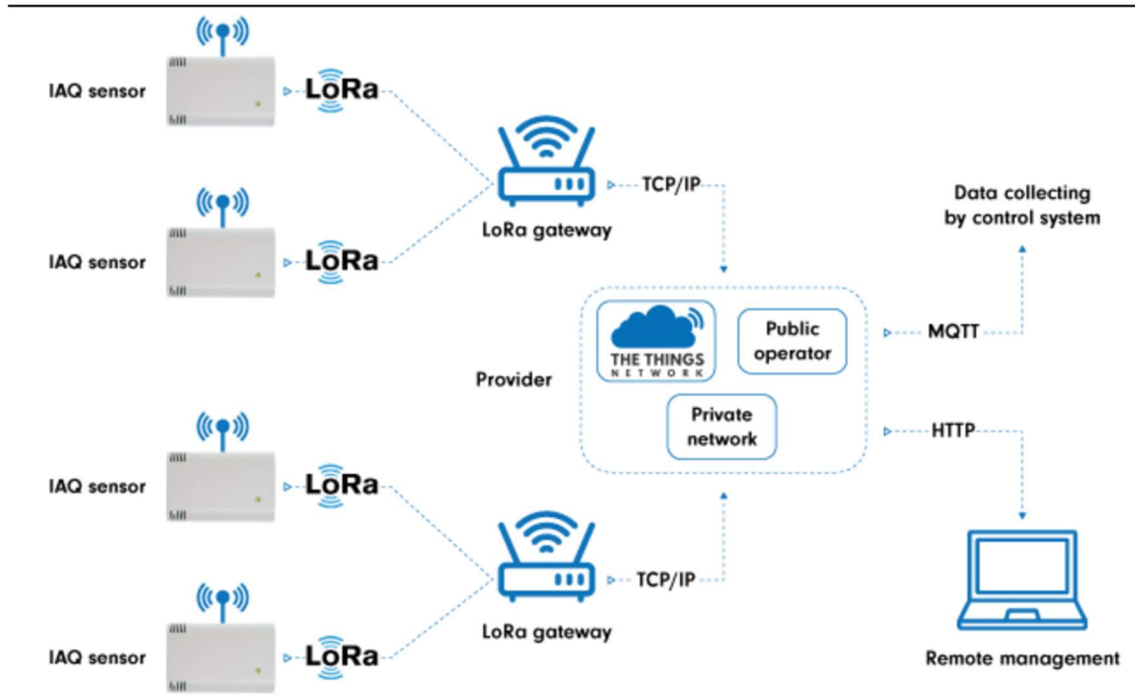 IAQ sensor
LoRa
IAQ sensor
LoRa
LoRa gateway
TCP/IP
Data collecting
by control system
THE THINGS
NETWORK
Public
operator
Provider
Private
network
MQTT
HTTP
IAQ sensor
LoRa
IAQ sensor
LoRa
LoRa gateway
TCP/IP
Remote management